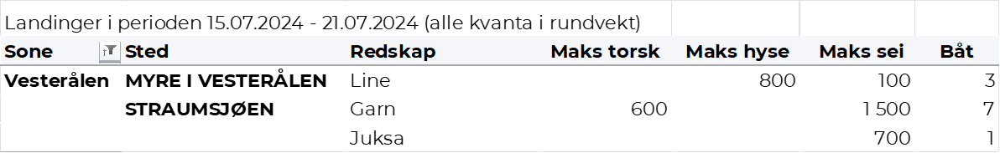 Landinger i perioden 15.07.2024 - 21.07.2024 (alle kvanta i rundvekt)
Sone Sted Redskap Maks torsk Maks hyse Maks sei Båt
Vesterålen MYRE I VESTERÅLEN Line 800 100 3
STRAUMSJØEN Garn 600 1 500 7
Juksa 700 1